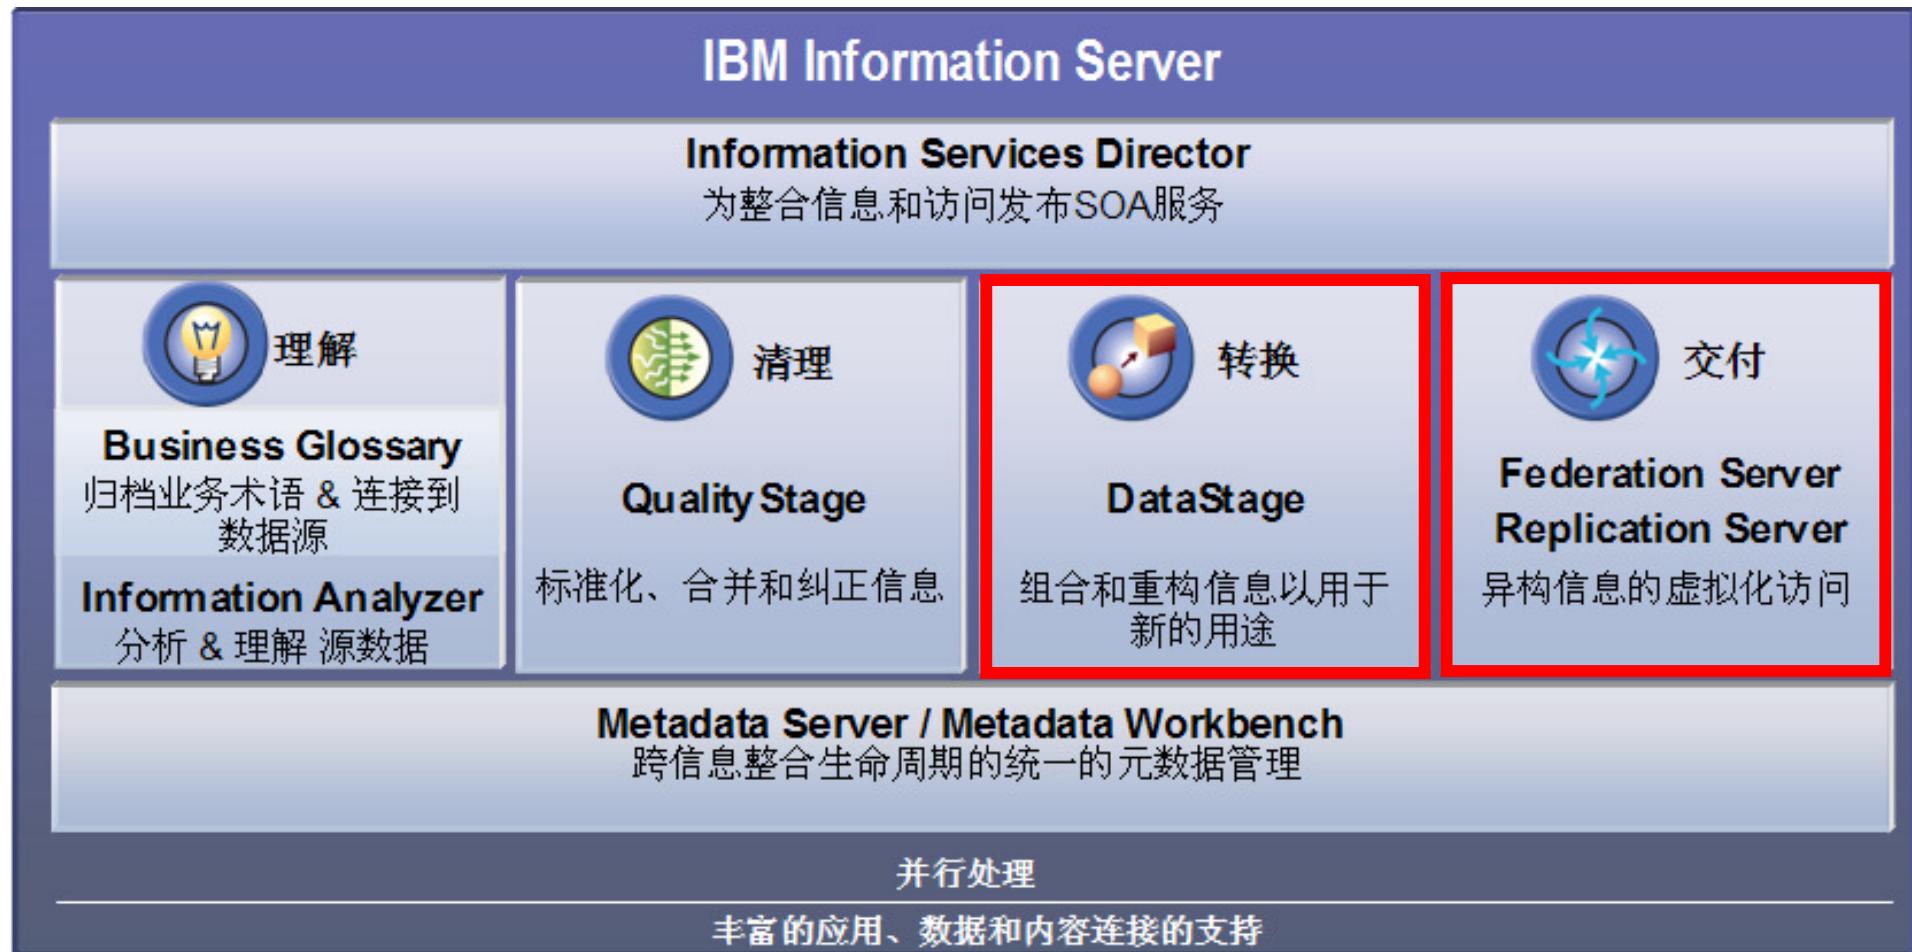 IBM Information Server
Information Services Director
为整合信息和访问发布SOA服务
理解
Business Glossary
归档业务术语 & 连接到
数据源
Information Analyzer
分析 & 理解 源数据
清理
QualityStage
标准化、合并和纠正信息
转换
DataStage
组合和重构信息以用于
新的用途
交付
Federation Server
Replication Server
异构信息的虚拟化访问
Metadata Server / Metadata Workbench
跨信息整合生命周期的统一的元数据管理
并行处理
丰富的应用、数据和内容连接的支持